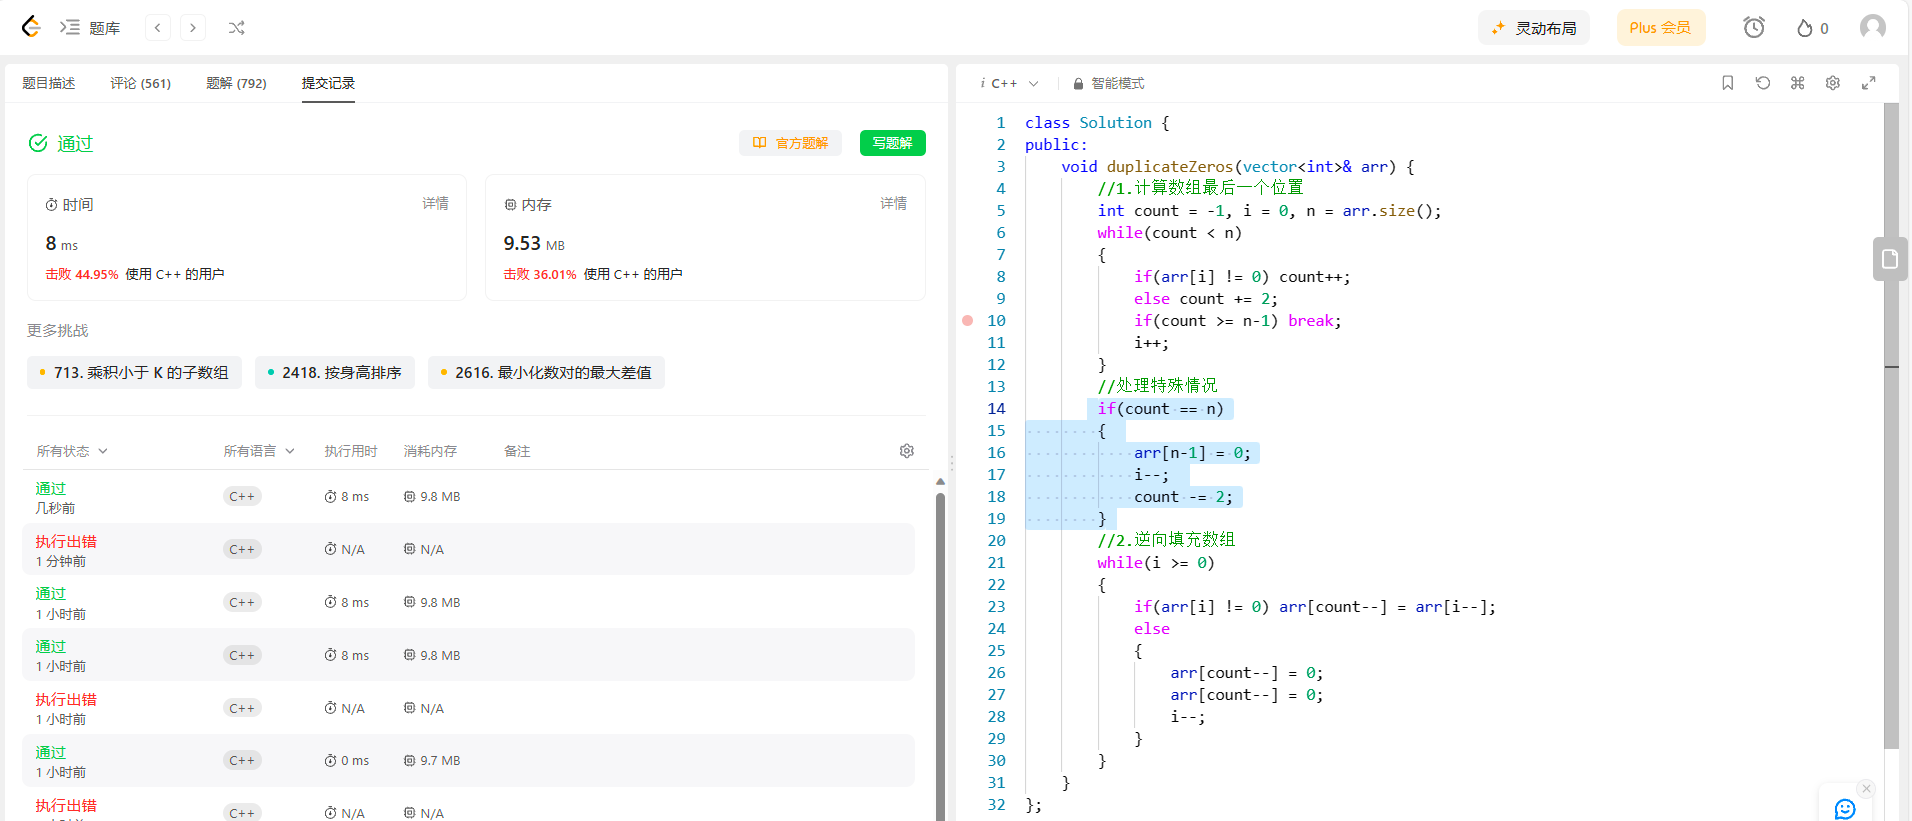 题库
灵动布局
Plus 会员
0
题目描述
评论 (561)
题解 (792)
提交记录
通过
官方题解
写题解
时间
详情
8 ms
击败 44.95% 使用 C++ 的用户
内存
详情
9.53 MB
击败 36.01% 使用 C++ 的用户
更多挑战
713. 乘积小于 K 的子数组
2418. 按身高排序
2616. 最小化数对的最大差值
所有状态 所有语言 执行用时 消耗内存 备注
通过
几秒前
C++ 8 ms 9.8 MB
执行出错
1 分钟前
C++ N/A N/A
通过
1 小时前
C++ 8 ms 9.8 MB
通过
1 小时前
C++ 8 ms 9.8 MB
执行出错
1 小时前
C++ N/A N/A
通过
1 小时前
C++ 0 ms 9.7 MB
执行出错
C++ N/A N/A
i C++
智能模式
1 class Solution {
2 public:
3 void duplicateZeros(vector<int>& arr) {
4 //1.计算数组最后一个位置
5 int count = -1, i = 0, n = arr.size();
6 while(count < n)
7 {
8 if(arr[i] != 0) count++;
9 else count += 2;
10 if(count >= n-1) break;
11 i++;
12 }
13 //处理特殊情况
14 if(count == n)
15 {
16 arr[n-1] = 0;
17 i--;
18 count -= 2;
19 }
20 //2.逆向填充数组
21 while(i >= 0)
22 {
23 if(arr[i] != 0) arr[count--] = arr[i--];
24 else
25 {
26 arr[count--] = 0;
27 arr[count--] = 0;
28 i--;
29 }
30 }
31 }
32 };